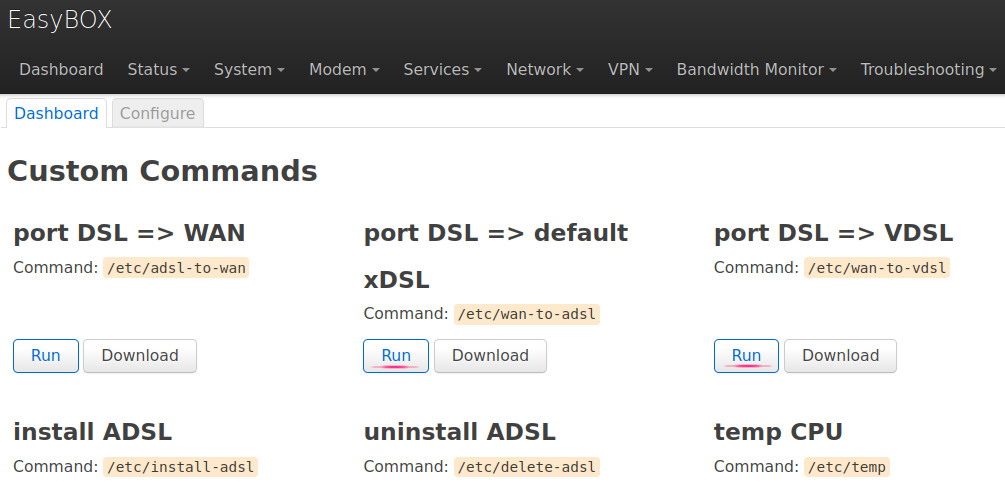 EasyBOX
Dashboard Status System Modem Services Network VPN Bandwidth Monitor Troubleshooting
Dashboard Configure
Custom Commands
port DSL => WAN
Command: /etc/adsl-to-wan
Run Download
port DSL => default
xDSL
Command: /etc/wan-to-adsl
Run Download
port DSL => VDSL
Command: /etc/wan-to-vdsl
Run Download
install ADSL
Command: /etc/install-adsl
uninstall ADSL
Command: /etc/delete-adsl
temp CPU
Command: /etc/temp